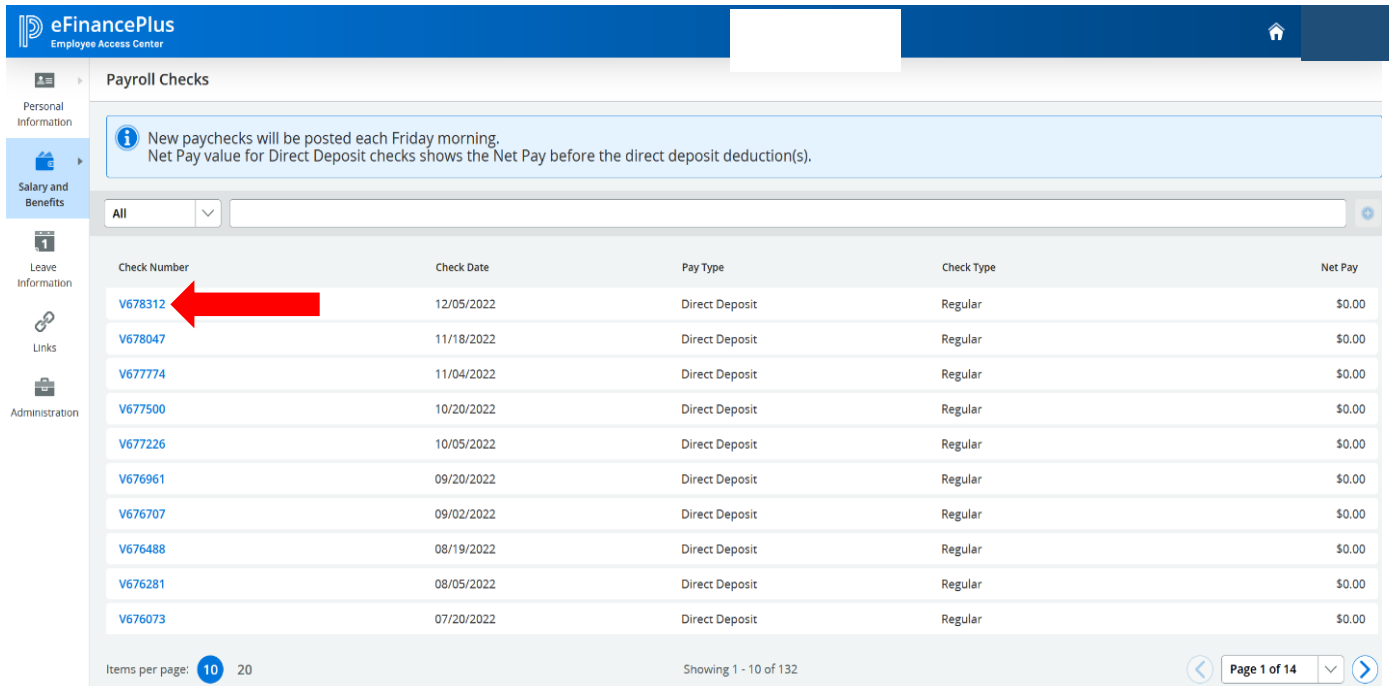 eFinancePlus
Employee Access Center
Personal
Information
Salary and
Benefits
1
Leave
Information
Links
Administration
Payroll Checks
New paychecks will be posted each Friday morning.
Net Pay value for Direct Deposit checks shows the Net Pay before the direct deposit deduction(s).
All
Check Number Check Date Pay Type Check Type Net Pay
V678312 12/05/2022 Direct Deposit Regular $0.00
V678047 11/18/2022 Direct Deposit Regular $0.00
V677774 11/04/2022 Direct Deposit Regular $0.00
V677500 10/20/2022 Direct Deposit Regular $0.00
V677226 10/05/2022 Direct Deposit Regular $0.00
V676961 09/20/2022 Direct Deposit Regular $0.00
V676707 09/02/2022 Direct Deposit Regular $0.00
V676488 08/19/2022 Direct Deposit Regular $0.00
V676281 08/05/2022 Direct Deposit Regular $0.00
V676073 07/20/2022 Direct Deposit Regular $0.00
Items per page: 10 20 Showing 1 - 10 of 132 Page 1 of 14